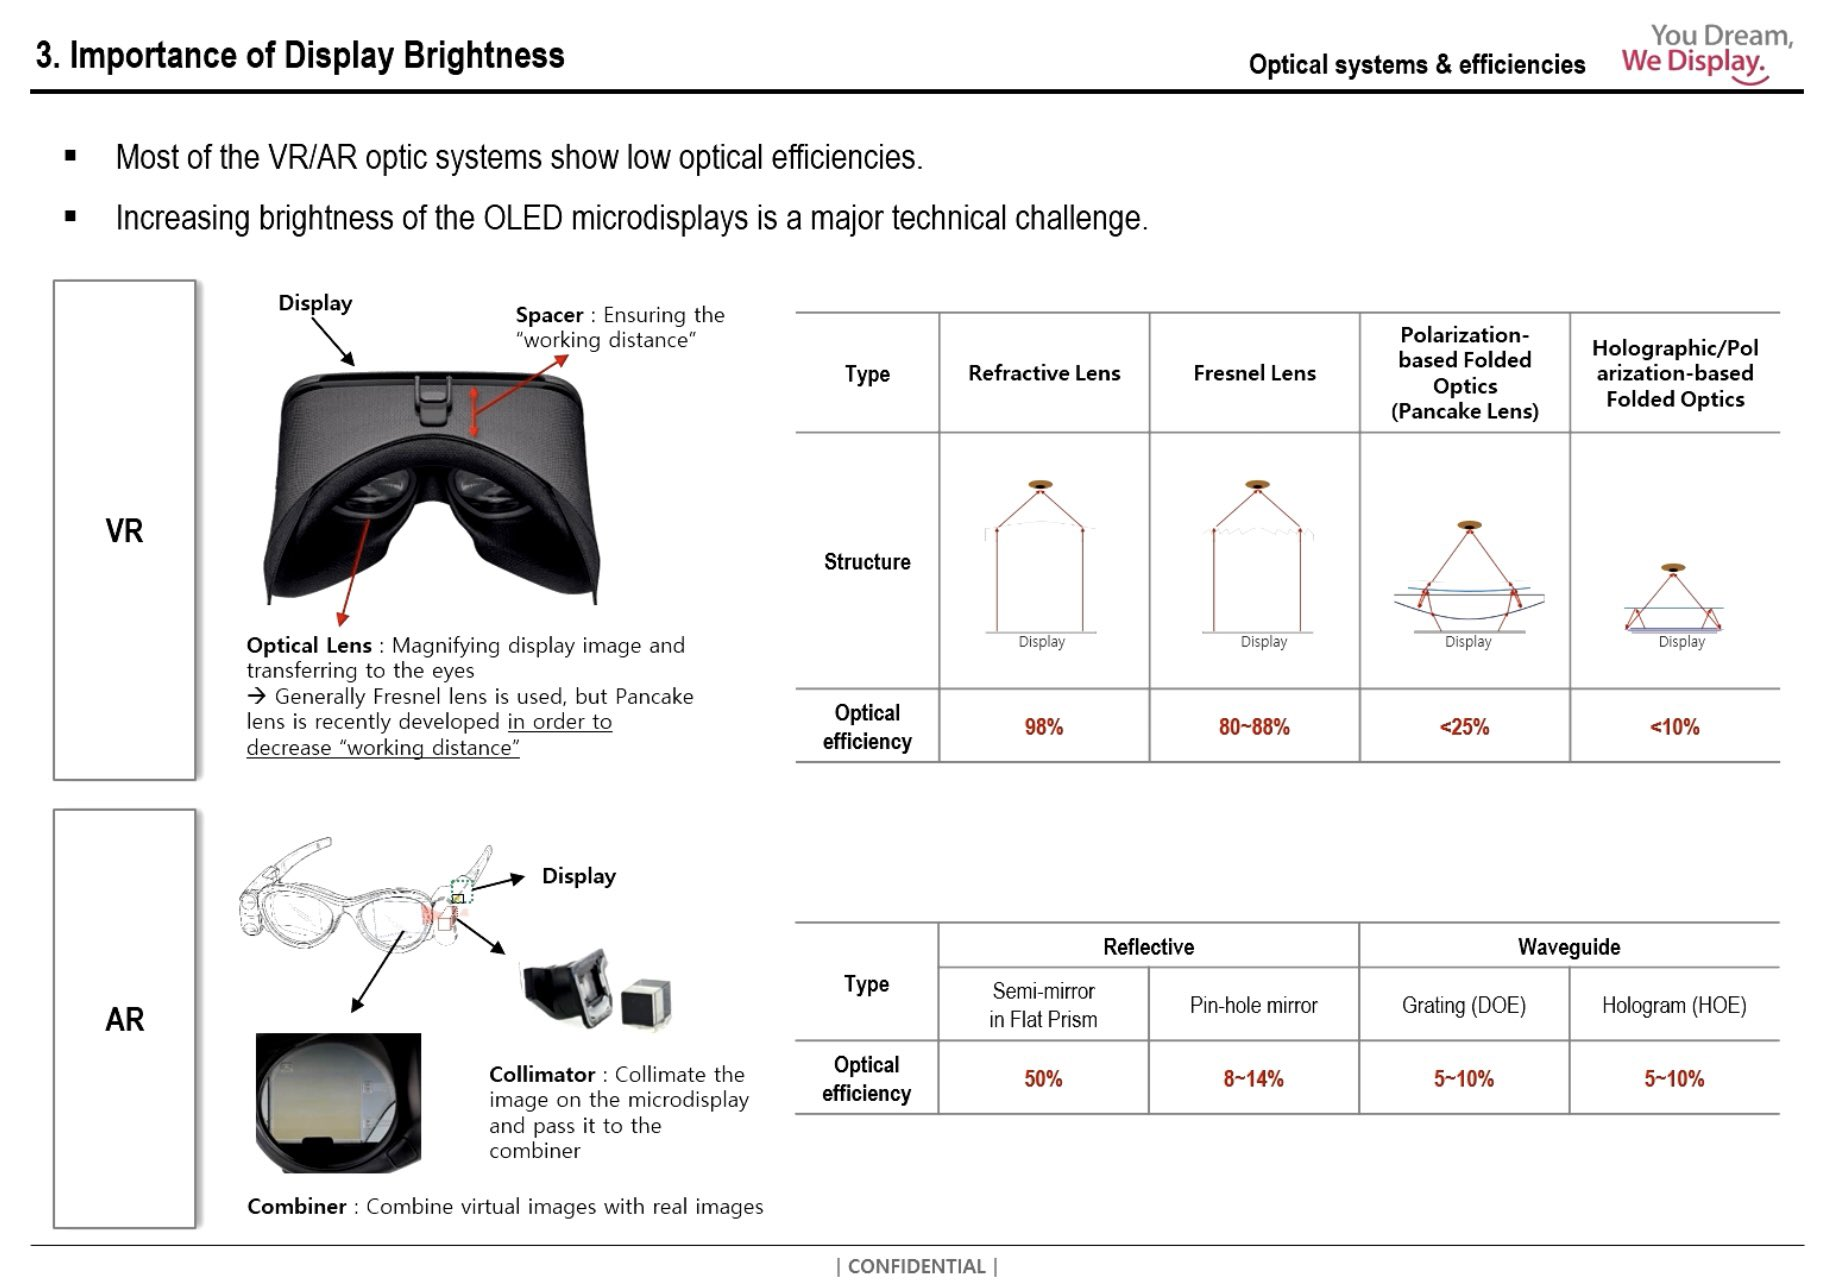 3. Importance of Display Brightness
Optical systems & efficiencies
You Dream,
We Display.
▪ Most of the VR/AR optic systems show low optical efficiencies.
▪ Increasing brightness of the OLED microdisplays is a major technical challenge.
VR
Display
Spacer : Ensuring the
"working distance"
Optical Lens : Magnifying display image and
transferring to the eyes
→ Generally Fresnel lens is used, but Pancake
lens is recently developed in order to
decrease "working distance"
Type
Refractive Lens
Fresnel Lens
Polarization-
based Folded
Optics
(Pancake Lens)
Holographic/Pol
arization-based
Folded Optics
Structure
Display
Display
Display
Display
Optical
efficiency
98%
80~88%
<25%
<10%
AR
Display
Collimator : Collimate the
image on the microdisplay
and pass it to the
combiner
Combiner : Combine virtual images with real images
Type
Reflective
Waveguide
Semi-mirror
in Flat Prism
Pin-hole mirror
Grating (DOE)
Hologram (HOE)
Optical
efficiency
50%
8~14%
5~10%
5~10%
| CONFIDENTIAL |